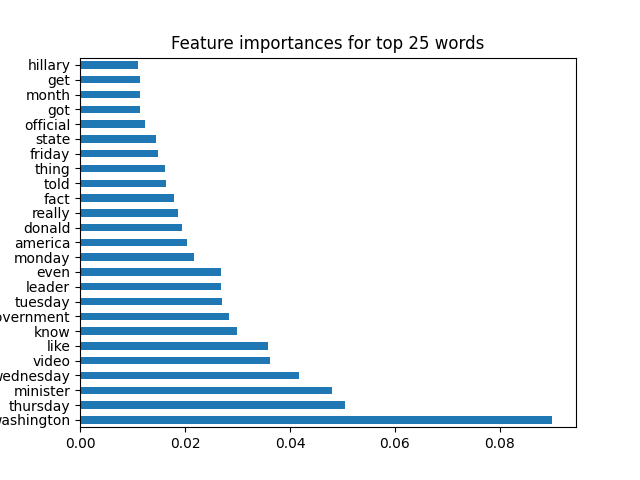 Feature importances for top 25 words
hillary
get
month
got
official
state
friday
thing
told
fact
really
donald
america
monday
even
leader
tuesday
overnment
know
like
video
wednesday
minister
thursday
washington
0.00 0.02 0.04 0.06 0.08